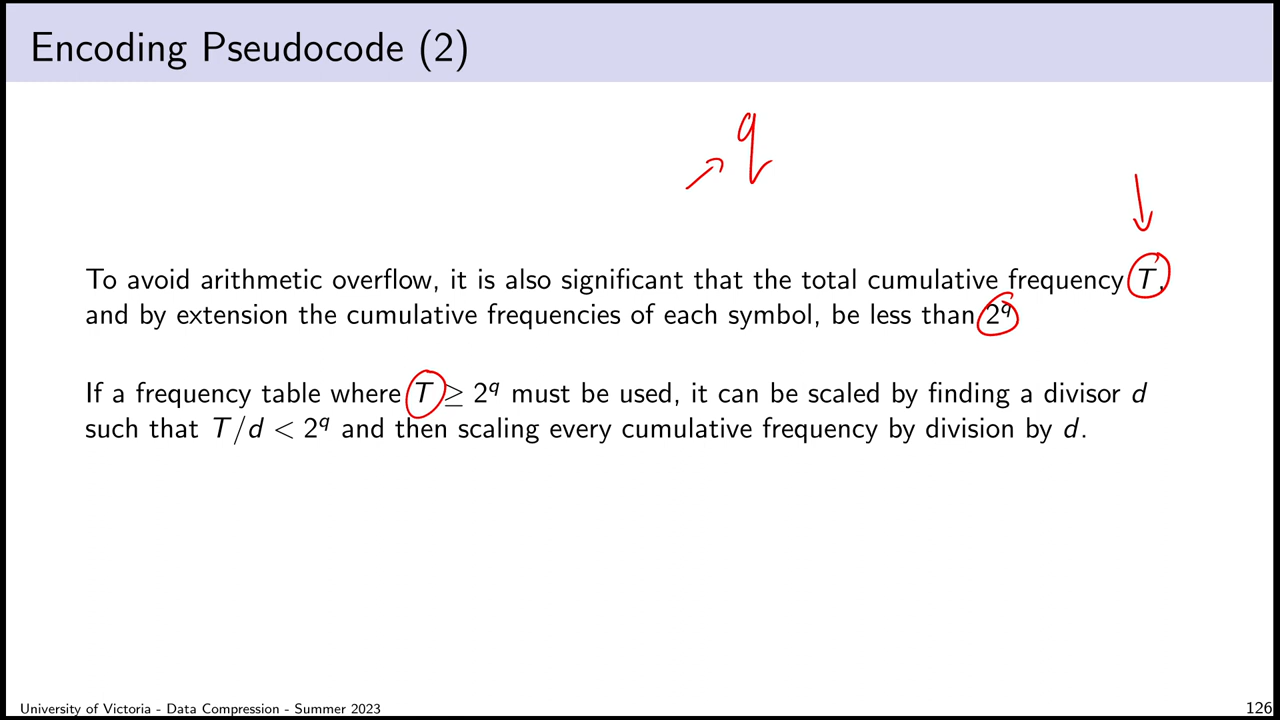 Encoding Pseudocode (2)
q
To avoid arithmetic overflow, it is also significant that the total cumulative frequency T,
and by extension the cumulative frequencies of each symbol, be less than 2^q
If a frequency table where T ≥ 2^q must be used, it can be scaled by finding a divisor d
such that T/d < 2^q and then scaling every cumulative frequency by division by d.
University of Victoria - Data Compression - Summer 2023
126